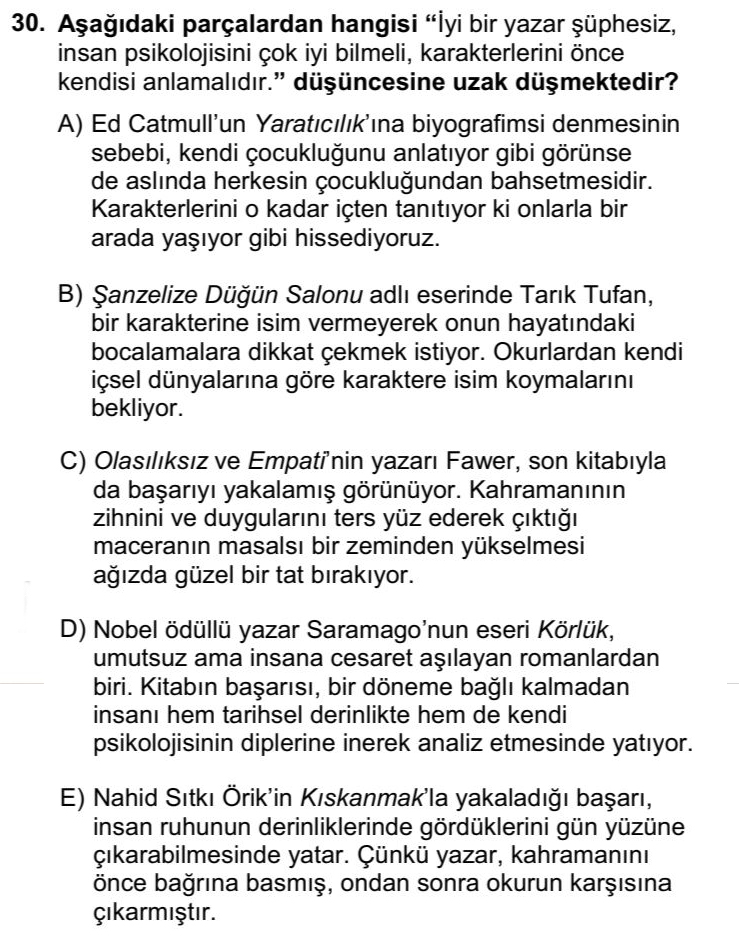 30. Aşağıdaki parçalardan hangisi “İyi bir yazar şüphesiz,
insan psikolojisini çok iyi bilmeli, karakterlerini önce
kendisi anlamalıdır.” düşüncesine uzak düşmektedir?
A) Ed Catmull’un Yaratıcılık’ına biyografimsi denmesinin
sebebi, kendi çocukluğunu anlatıyor gibi görünse
de aslında herkesin çocukluğundan bahsetmesidir.
Karakterlerini o kadar içten tanıtıyor ki onlarla bir
arada yaşıyor gibi hissediyoruz.
B) Şanzelize Düğün Salonu adlı eserinde Tarık Tufan,
bir karakterine isim vermeyerek onun hayatındaki
bocalamalara dikkat çekmek istiyor. Okurlardan kendi
içsel dünyalarına göre karaktere isim koymalarını
bekliyor.
C) Olasılıksız ve Empati’nin yazarı Fawer, son kitabıyla
da başarıyı yakalamış görünüyor. Kahramanının
zihnini ve duygularını ters yüz ederek çıktığı
maceranın masalsı bir zeminden yükselmesi
ağızda güzel bir tat bırakıyor.
D) Nobel ödüllü yazar Saramago’nun eseri Körlük,
umutsuz ama insana cesaret aşılayan romanlardan
biri. Kitabın başarısı, bir döneme bağlı kalmadan
insanı hem tarihsel derinlikte hem de kendi
psikolojisinin diplerine inerek analiz etmesinde yatıyor.
E) Nahid Sıtkı Örik’in Kıskanmak’la yakaladığı başarı,
insan ruhunun derinliklerinde gördüklerini gün yüzüne
çıkarabilmesinde yatar. Çünkü yazar, kahramanını
önce bağrına basmış, ondan sonra okurun karşısına
çıkarmıştır.